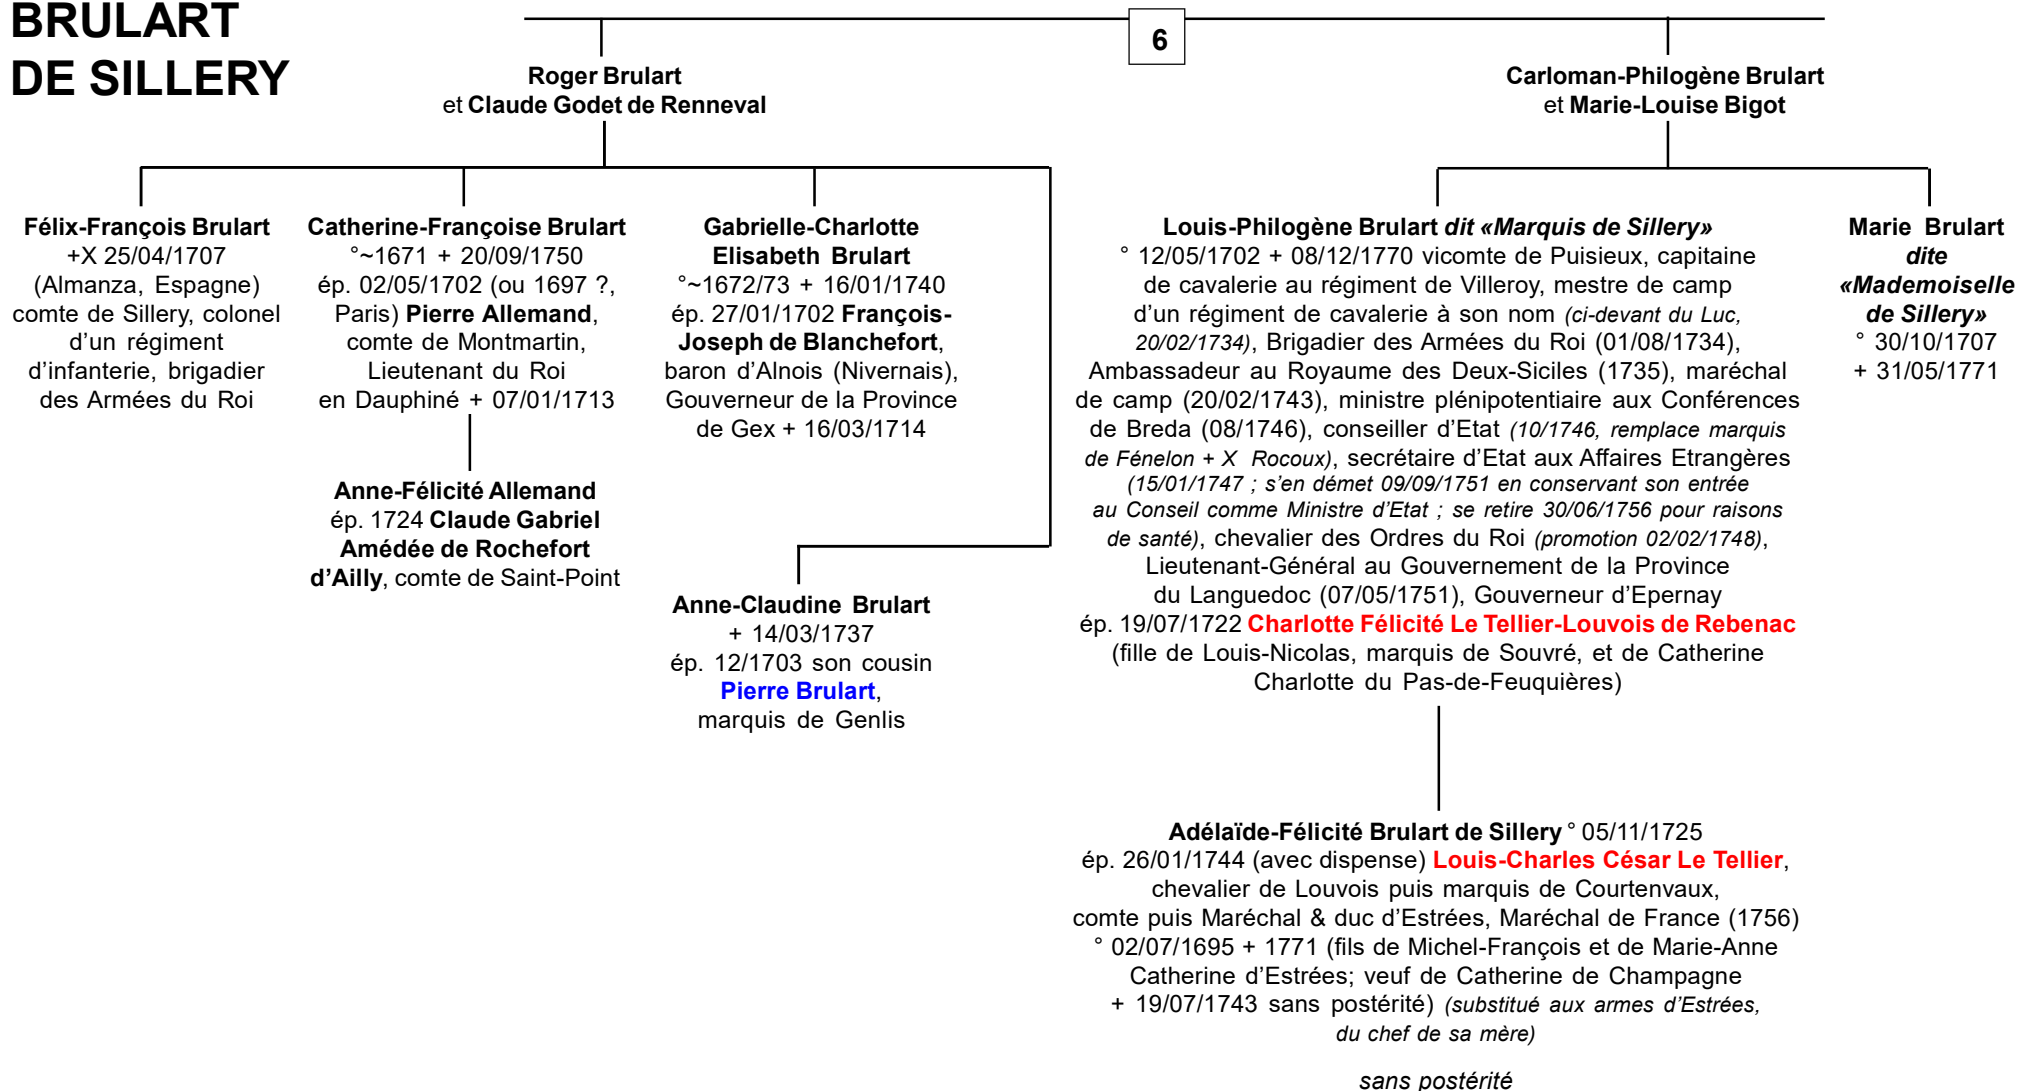 BRULART
DE SILLERY
6
Roger Brulart
et Claude Godet de Renneval
Carloman-Philogène Brulart
et Marie-Louise Bigot
Félix-François Brulart
+X 25/04/1707
(Almanza, Espagne)
comte de Sillery, colonel
d’un régiment
d’infanterie, brigadier
des Armées du Roi
Catherine-Françoise Brulart
°~1671 + 20/09/1750
ép. 02/05/1702 (ou 1697 ?,
Paris) Pierre Allemand,
comte de Montmartin,
Lieutenant du Roi
en Dauphiné + 07/01/1713
Anne-Félicité Allemand
ép. 1724 Claude Gabriel
Amédée de Rochefort
d’Ailly, comte de Saint-Point
Gabrielle-Charlotte
Elisabeth Brulart
°~1672/73 + 16/01/1740
ép. 27/01/1702 François-
Joseph de Blanchefort,
baron d’Alnois (Nivernais),
Gouverneur de la Province
de Gex + 16/03/1714
Anne-Claudine Brulart
+ 14/03/1737
ép. 12/1703 son cousin
Pierre Brulart,
marquis de Genlis
Louis-Philogène Brulart dit «Marquis de Sillery»
° 12/05/1702 + 08/12/1770 vicomte de Puisieux, capitaine
de cavalerie au régiment de Villeroy, mestre de camp
d’un régiment de cavalerie à son nom (ci-devant du Luc,
20/02/1734), Brigadier des Armées du Roi (01/08/1734),
Ambassadeur au Royaume des Deux-Siciles (1735), maréchal
de camp (20/02/1743), ministre plénipotentiaire aux Conférences
de Breda (08/1746), conseiller d’Etat (10/1746, remplace marquis
de Fénelon + X Rocoux), secrétaire d’Etat aux Affaires Etrangères
(15/01/1747 ; s’en démet 09/09/1751 en conservant son entrée
au Conseil comme Ministre d’Etat ; se retire 30/06/1756 pour raisons
de santé), chevalier des Ordres du Roi (promotion 02/02/1748),
Lieutenant-Général au Gouvernement de la Province
du Languedoc (07/05/1751), Gouverneur d’Epernay
ép. 19/07/1722 Charlotte Félicité Le Tellier-Louvois de Rebenac
(fille de Louis-Nicolas, marquis de Souvré, et de Catherine
Charlotte du Pas-de-Feuquières)
Marie Brulart
dite
«Mademoiselle
de Sillery»
° 30/10/1707
+ 31/05/1771
Adélaïde-Félicité Brulart de Sillery ° 05/11/1725
ép. 26/01/1744 (avec dispense) Louis-Charles César Le Tellier,
chevalier de Louvois puis marquis de Courtenvaux,
comte puis Maréchal & duc d’Estrées, Maréchal de France (1756)
° 02/07/1695 + 1771 (fils de Michel-François et de Marie-Anne
Catherine d’Estrées; veuf de Catherine de Champagne
+ 19/07/1743 sans postérité) (substitué aux armes d’Estrées,
du chef de sa mère)
sans postérité